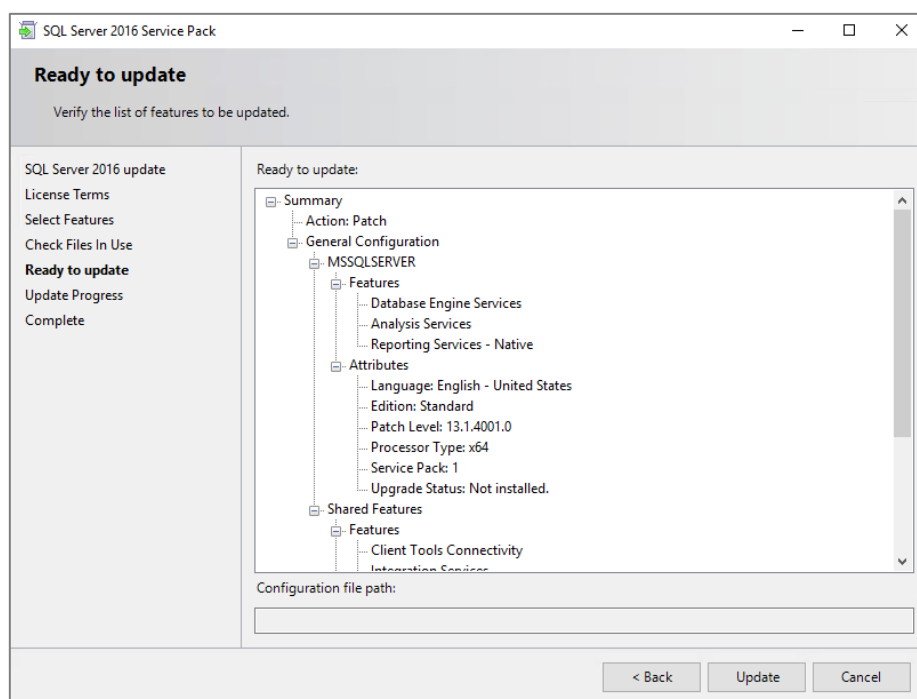 SQL Server 2016 Service Pack
Ready to update
Verify the list of features to be updated.
SQL Server 2016 update
License Terms
Select Features
Check Files In Use
Ready to update
Update Progress
Complete
Ready to update:
Summary
Action: Patch
General Configuration
MSSQLSERVER
Features
Database Engine Services
Analysis Services
Reporting Services - Native
Attributes
Language: English - United States
Edition: Standard
Patch Level: 13.1.4001.0
Processor Type: x64
Service Pack: 1
Upgrade Status: Not installed.
Shared Features
Features
Client Tools Connectivity
Integration Services
Configuration file path:
< Back
Update
Cancel